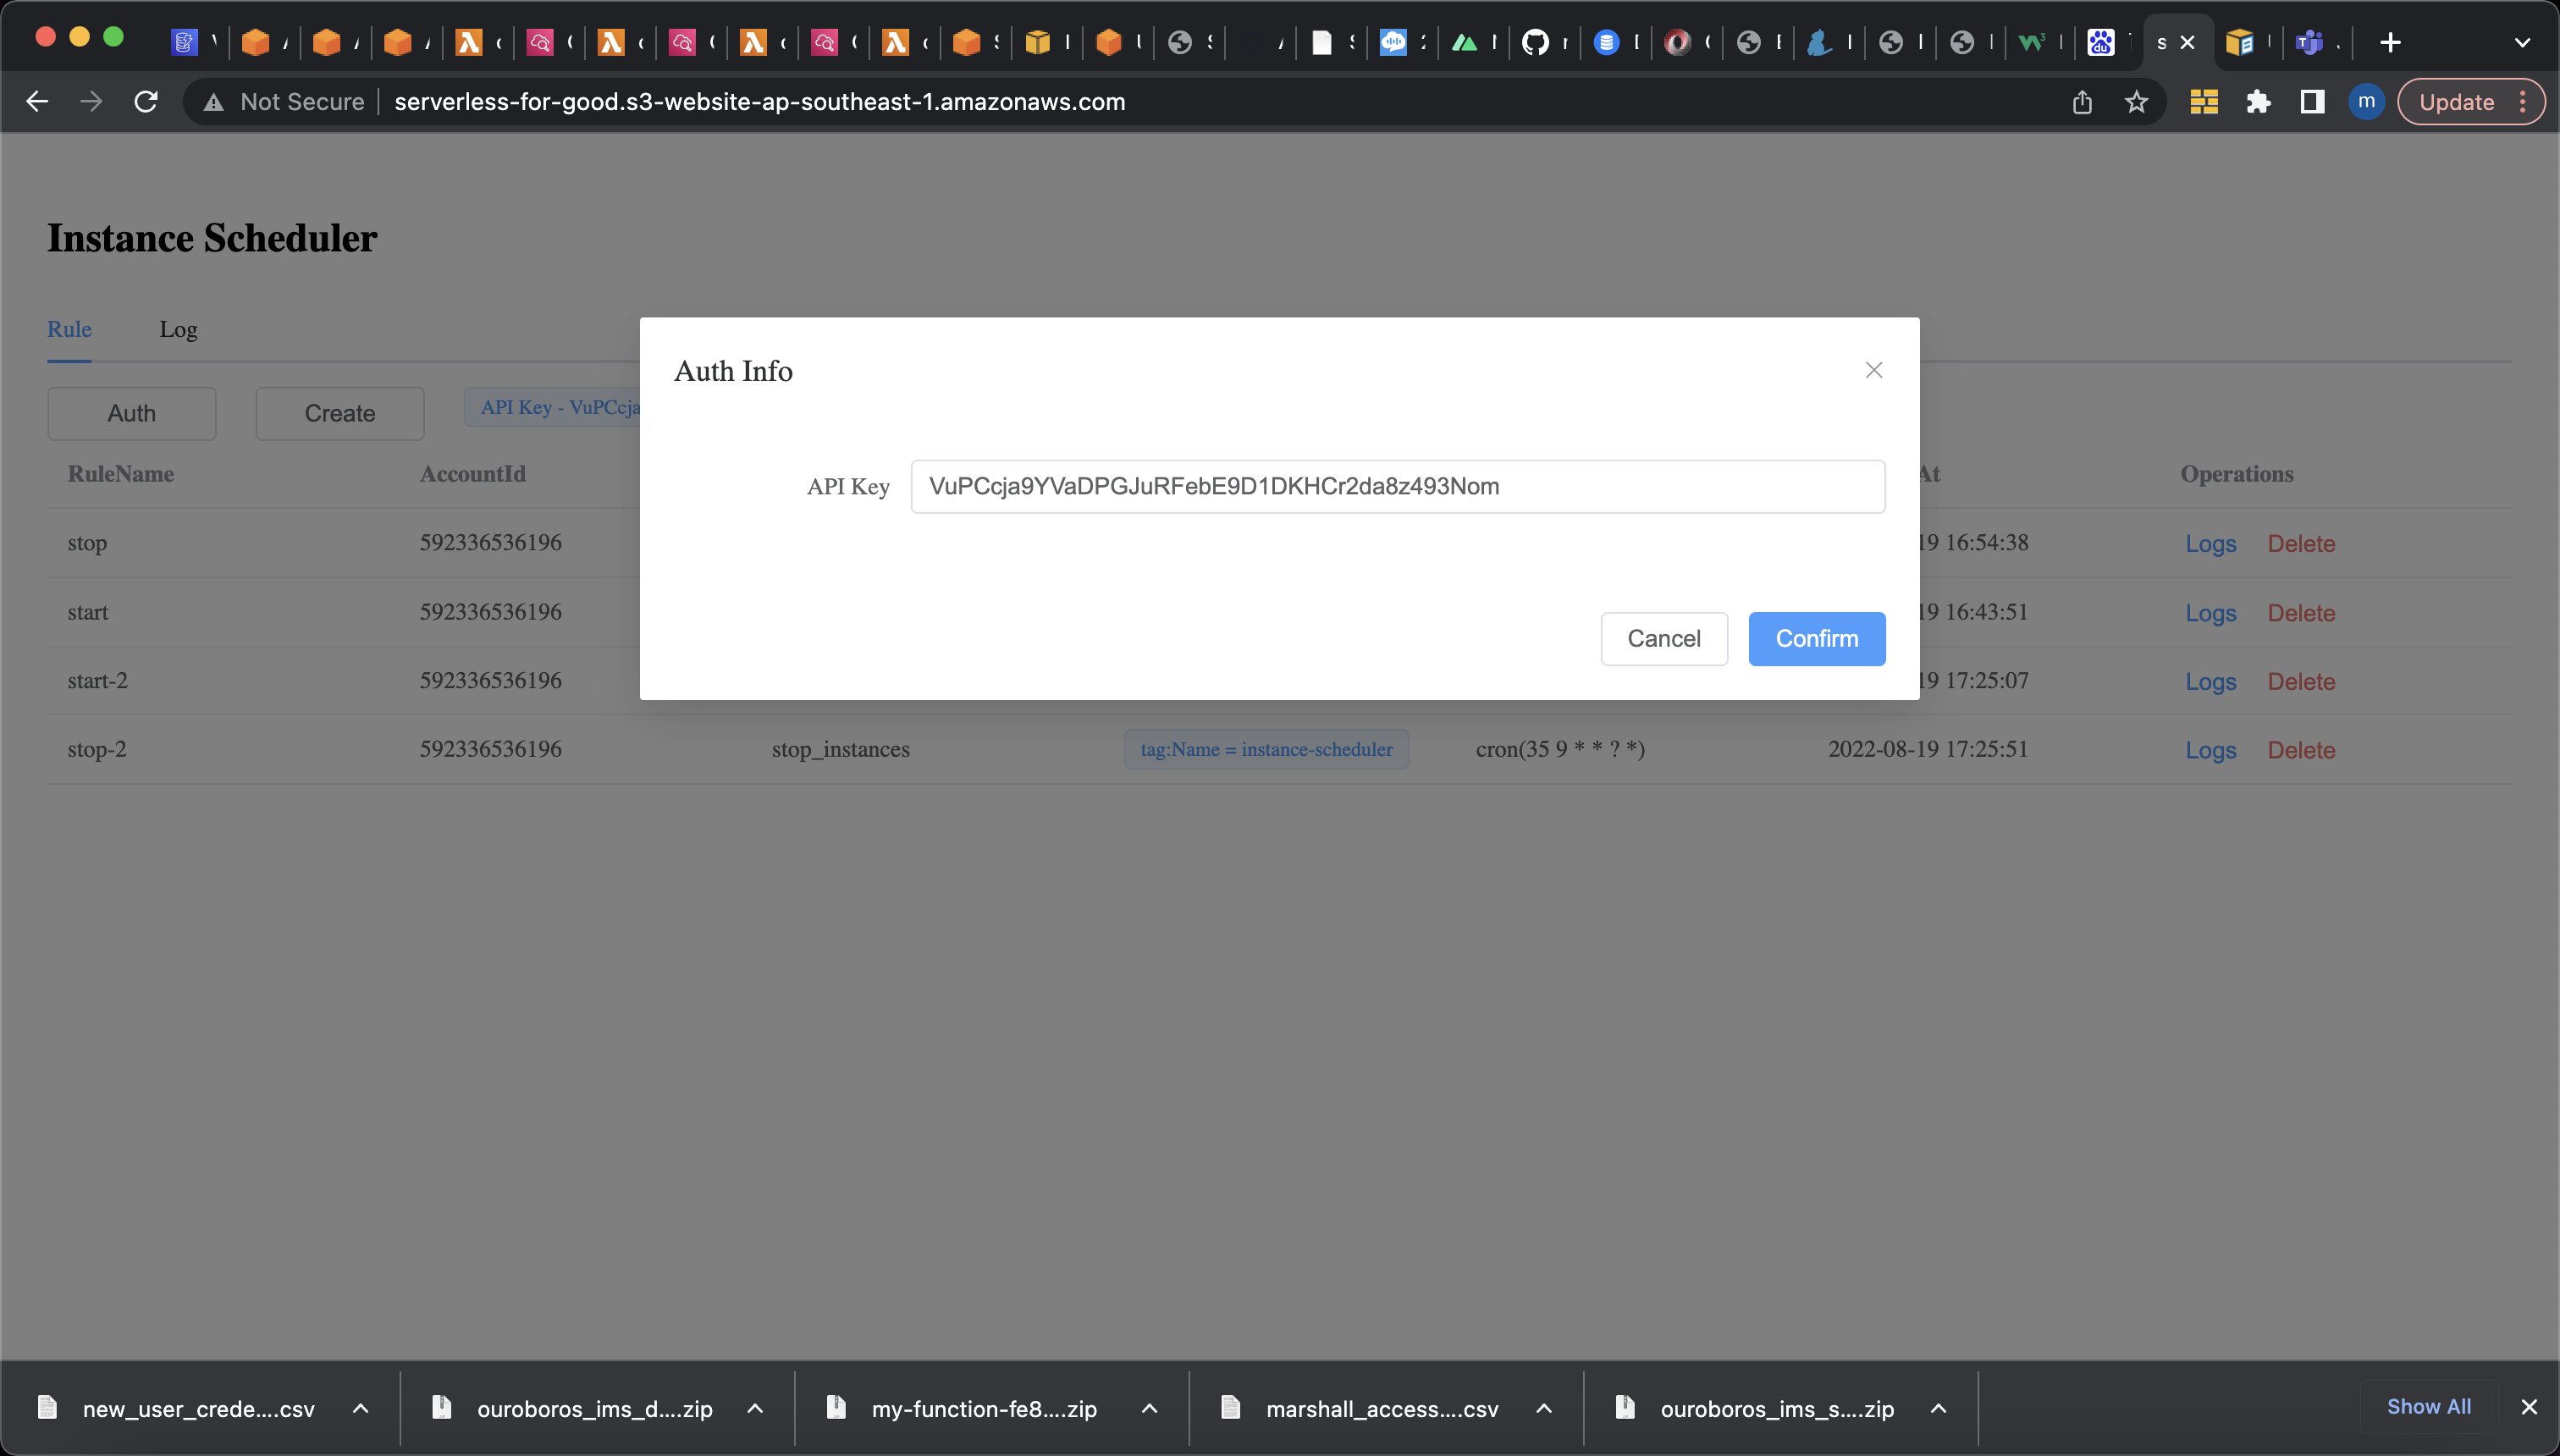 Not Secure serverless-for-good.s3-website-ap-southeast-1.amazonaws.com Update
m
Instance Scheduler
Rule Log
Auth Create API Key - VuPCcja
RuleName AccountId At Operations
stop 592336536196 19 16:54:38 Logs Delete
start 592336536196 19 16:43:51 Logs Delete
start-2 592336536196 19 17:25:07 Logs Delete
stop-2 592336536196 stop_instances tag:Name = instance-scheduler cron(35 9 * * ? *) 2022-08-19 17:25:51 Logs Delete
Auth Info
API Key VuPCcja9YVaDPGJuRFebE9D1DKHCr2da8z493Nom
Cancel Confirm
new_user_crede....csv ouroboros_ims_d....zip my-function-fe8....zip marshall_access....csv ouroboros_ims_s....zip Show All